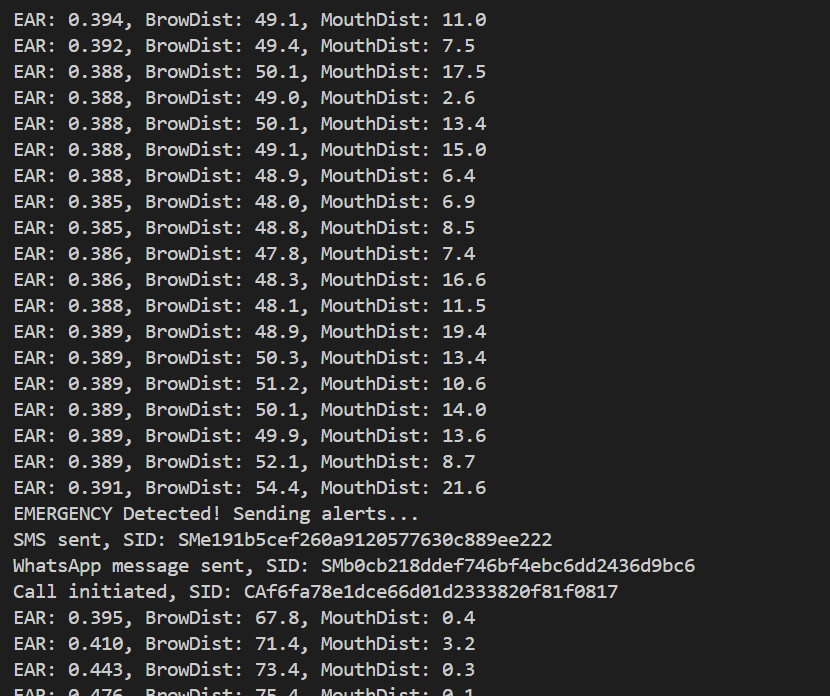 EAR: 0.394, BrowDist: 49.1, MouthDist: 11.0
EAR: 0.392, BrowDist: 49.4, MouthDist: 7.5
EAR: 0.388, BrowDist: 50.1, MouthDist: 17.5
EAR: 0.388, BrowDist: 49.0, MouthDist: 2.6
EAR: 0.388, BrowDist: 50.1, MouthDist: 13.4
EAR: 0.388, BrowDist: 49.1, MouthDist: 15.0
EAR: 0.388, BrowDist: 48.9, MouthDist: 6.4
EAR: 0.385, BrowDist: 48.0, MouthDist: 6.9
EAR: 0.385, BrowDist: 48.8, MouthDist: 8.5
EAR: 0.386, BrowDist: 47.8, MouthDist: 7.4
EAR: 0.386, BrowDist: 48.3, MouthDist: 16.6
EAR: 0.388, BrowDist: 48.1, MouthDist: 11.5
EAR: 0.389, BrowDist: 48.9, MouthDist: 19.4
EAR: 0.389, BrowDist: 50.3, MouthDist: 13.4
EAR: 0.389, BrowDist: 51.2, MouthDist: 10.6
EAR: 0.389, BrowDist: 50.1, MouthDist: 14.0
EAR: 0.389, BrowDist: 49.9, MouthDist: 13.6
EAR: 0.389, BrowDist: 52.1, MouthDist: 8.7
EAR: 0.391, BrowDist: 54.4, MouthDist: 21.6
EMERGENCY Detected! Sending alerts...
SMS sent, SID: SMe191b5cef260a9120577630c889ee222
WhatsApp message sent, SID: SMb0cb218ddef746bf4ebc6dd2436d9bc6
Call initiated, SID: CAf6fa78e1dce66d01d2333820f81f0817
EAR: 0.395, BrowDist: 67.8, MouthDist: 0.4
EAR: 0.410, BrowDist: 71.4, MouthDist: 3.2
EAR: 0.443, BrowDist: 73.4, MouthDist: 0.3
EAR: 0.476, BrowDist: 75.4, MouthDist: 0.1